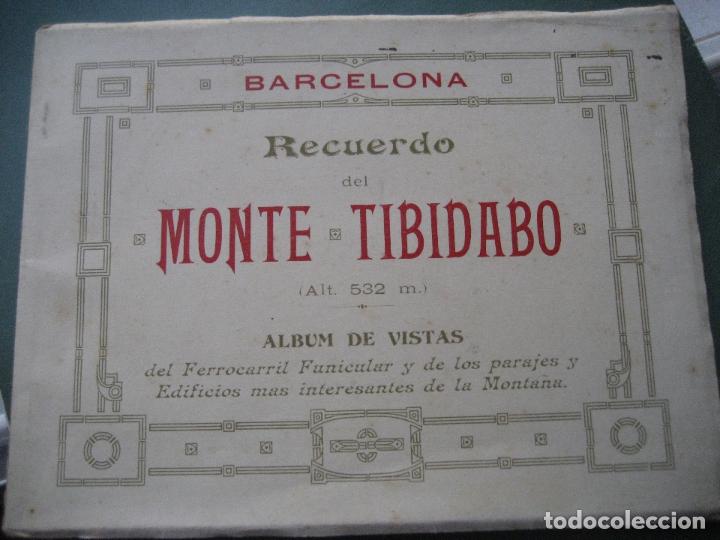 BARCELONA
Recuerdo
del
MONTE TIBIDABO
(Alt. 532 m.)
ALBUM DE VISTAS
del Ferrocarril Funicular y de los parajes y
Edificios mas interesantes de la Montaña.
todocoleccion.net